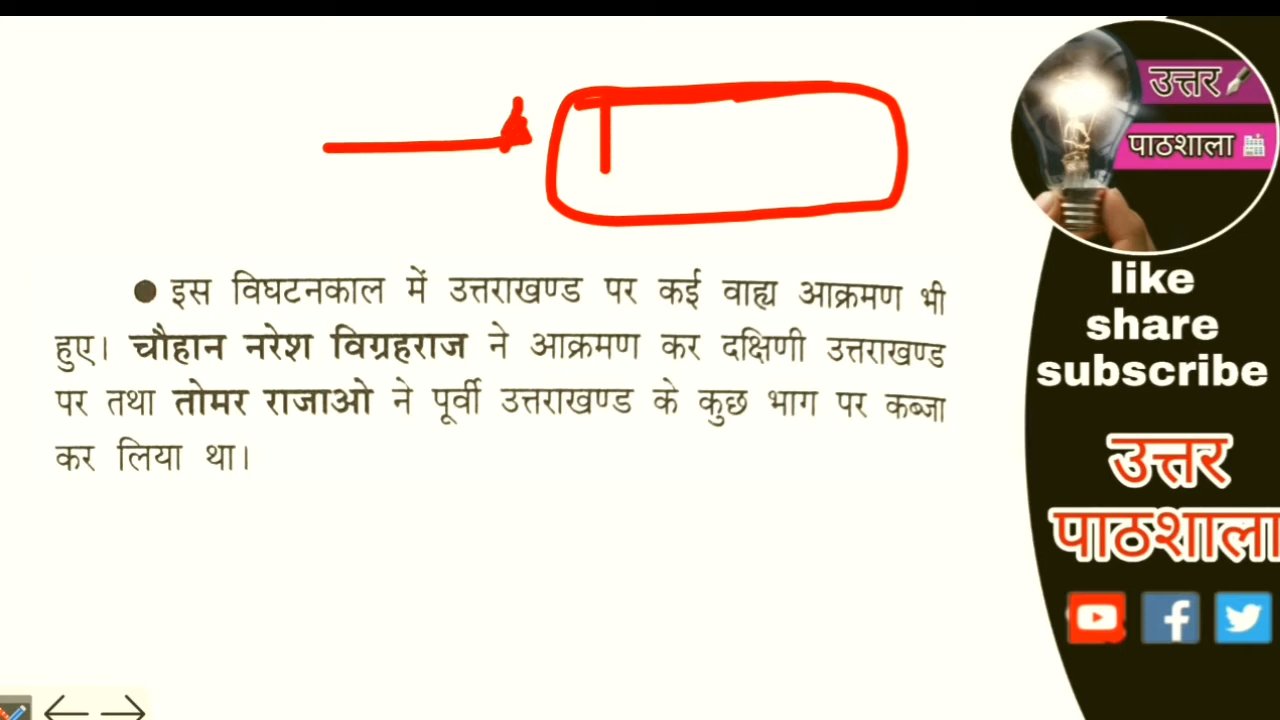 उत्तर
पाठशाला
● इस विघटनकाल में उत्तराखण्ड पर कई वाह्य आक्रमण भी
हुए। चौहान नरेश विग्रहराज ने आक्रमण कर दक्षिणी उत्तराखण्ड
पर तथा तोमर राजाओ ने पूर्वी उत्तराखण्ड के कुछ भाग पर कब्जा
कर लिया था।
like
share
subscribe
उत्तर
पाठशाला